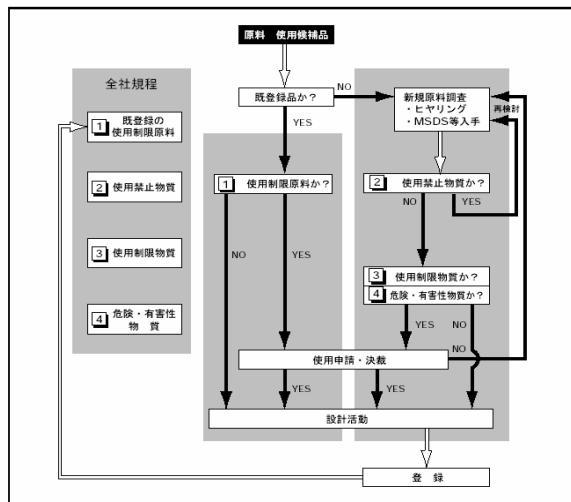 原料　使用候補品
全社規程
既登録品か？
NO
YES
新規原料調査
・ヒヤリング
・MSDS等入手
再検討
1 既登録の
使用制限原料
2 使用禁止物質
3 使用制限物質
4 危険・有害性
物　質
1 使用制限原料か？
2 使用禁止物質か？
NO
YES
NO
YES
3 使用制限物質か？
4 危険・有害性物質か？
YES
NO
使用申請・決裁
NO
YES
YES
設計活動
登　録